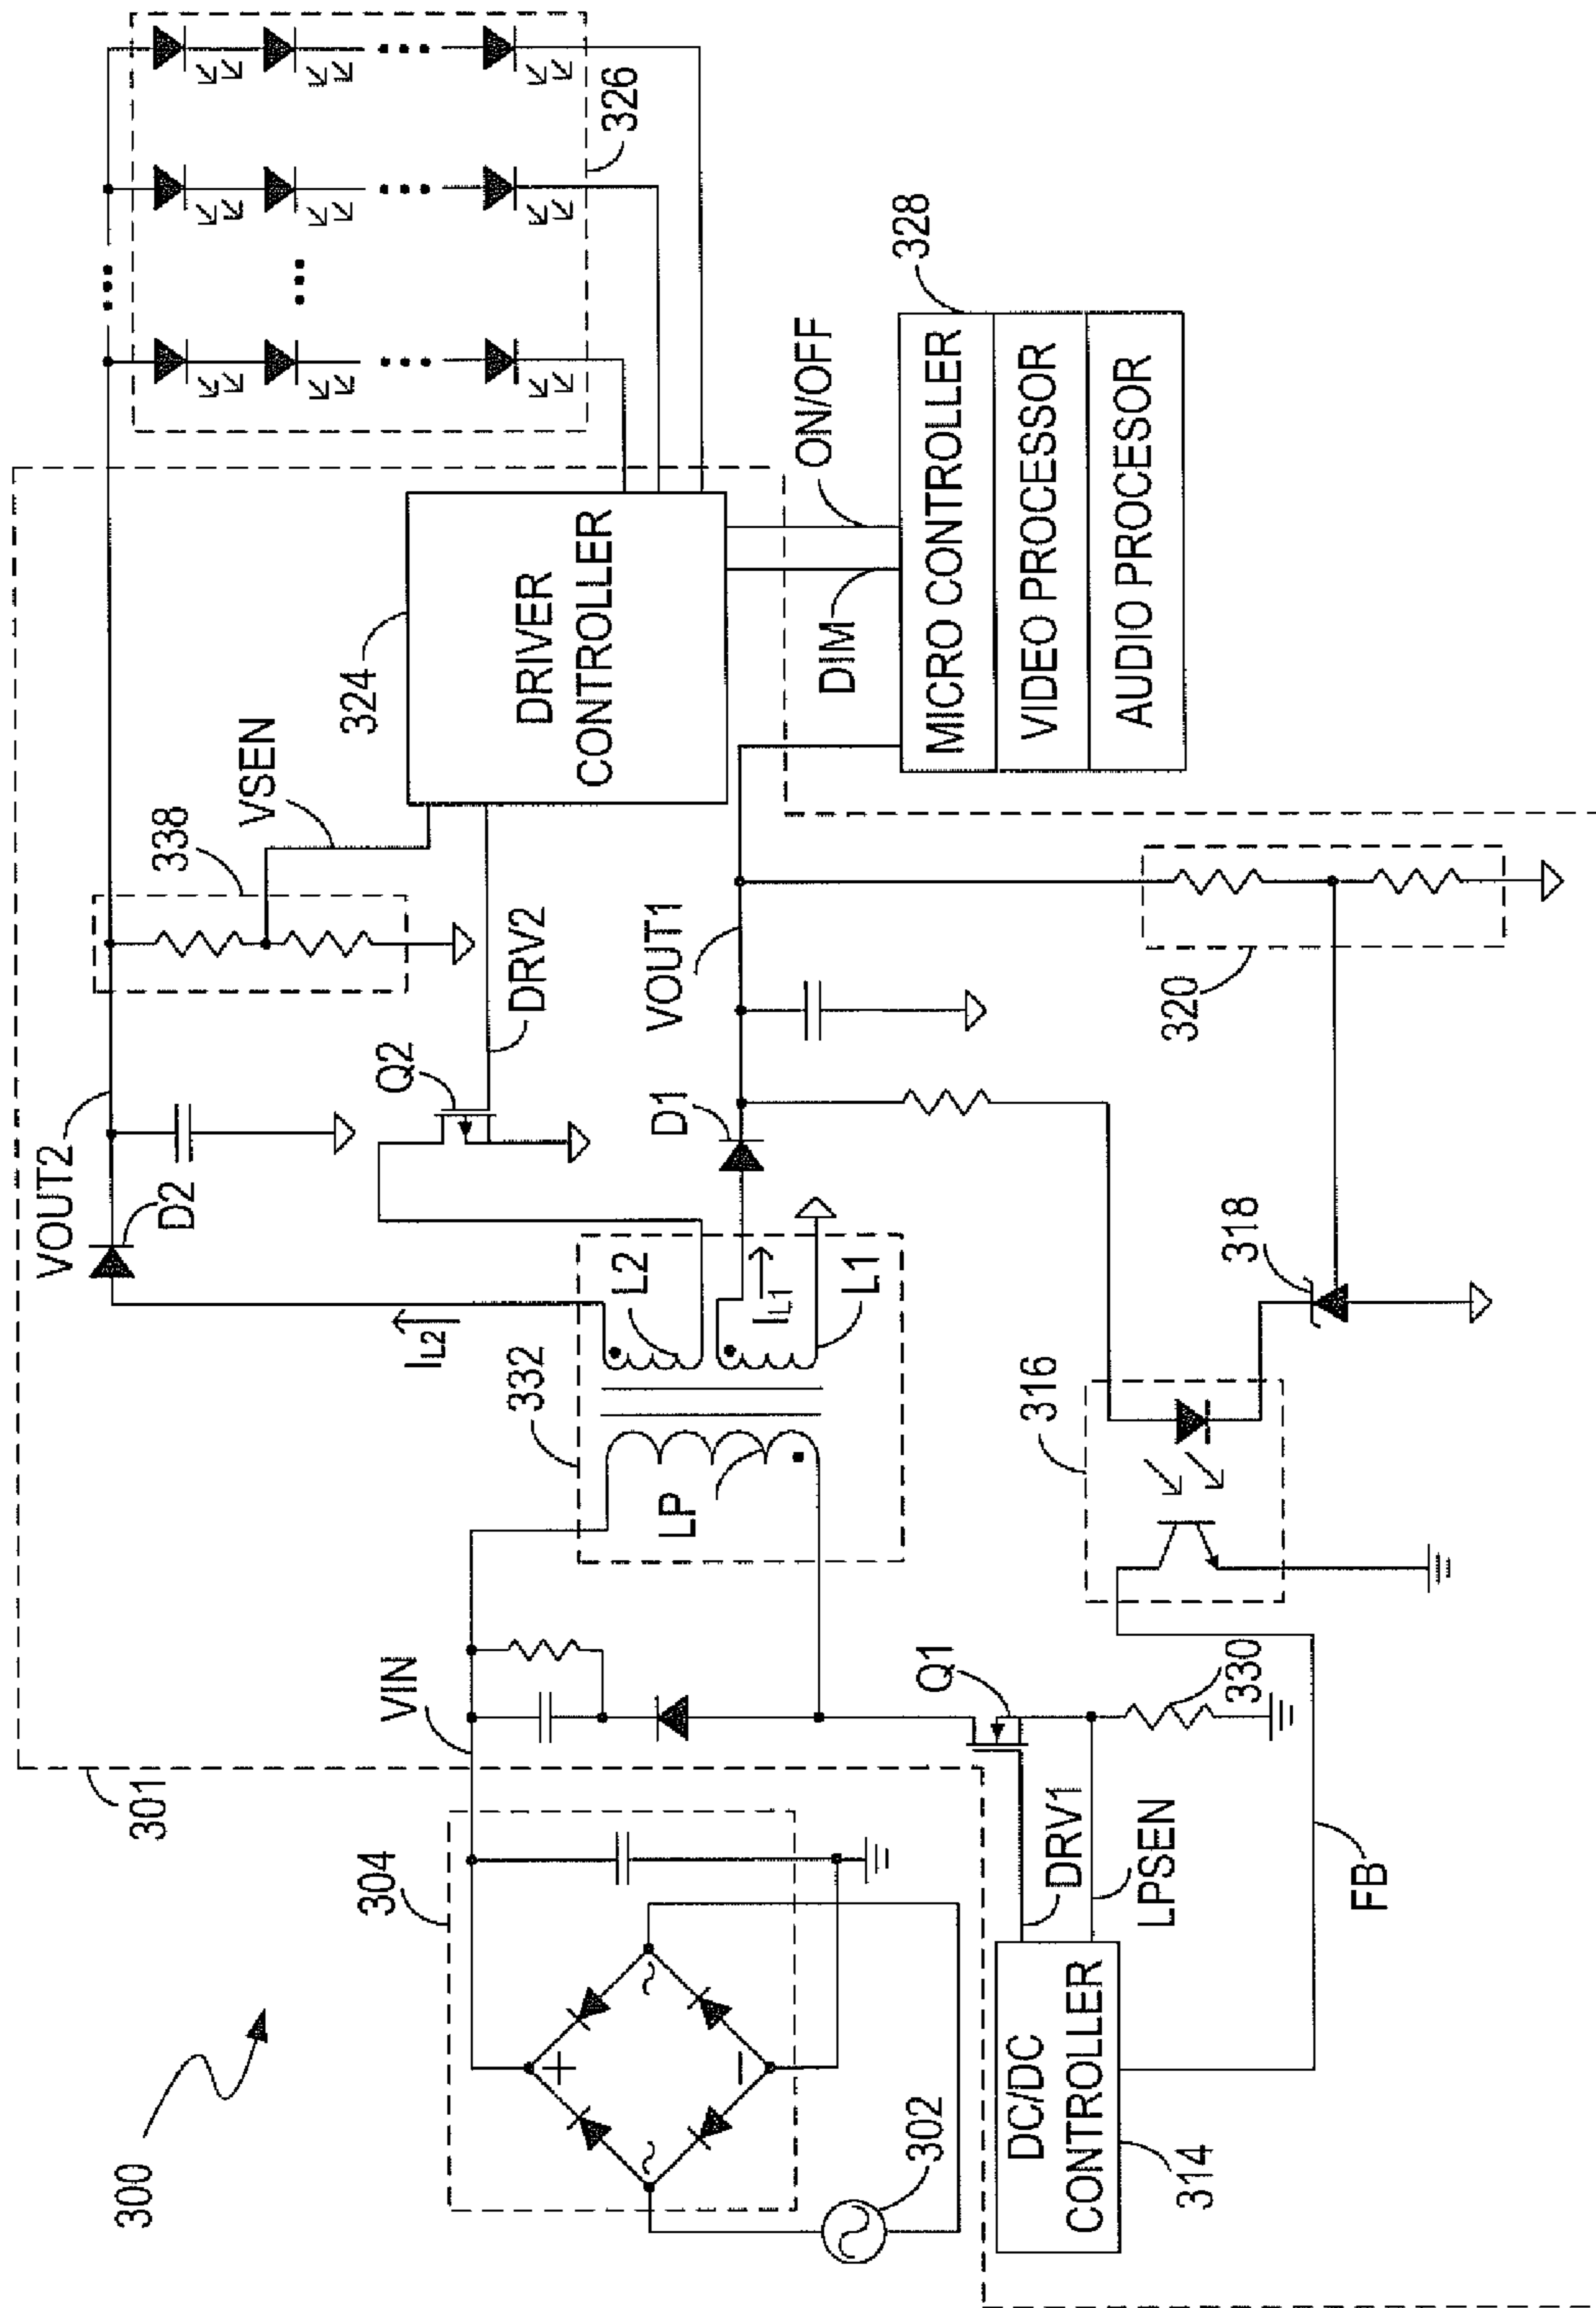 300
301
302
304
VIN
LP
332
IL2
VOUT2
D2
338
VSEN
324
DRIVER
CONTROLLER
326
Q2
DRV2
L2
IL1
L1
D1
VOUT1
DIM
ON/OFF
328
MICRO CONTROLLER
VIDEO PROCESSOR
AUDIO PROCESSOR
DC/DC
CONTROLLER
314
DRV1
LPSEN
FB
Q1
330
316
318
320
+
−
~
~